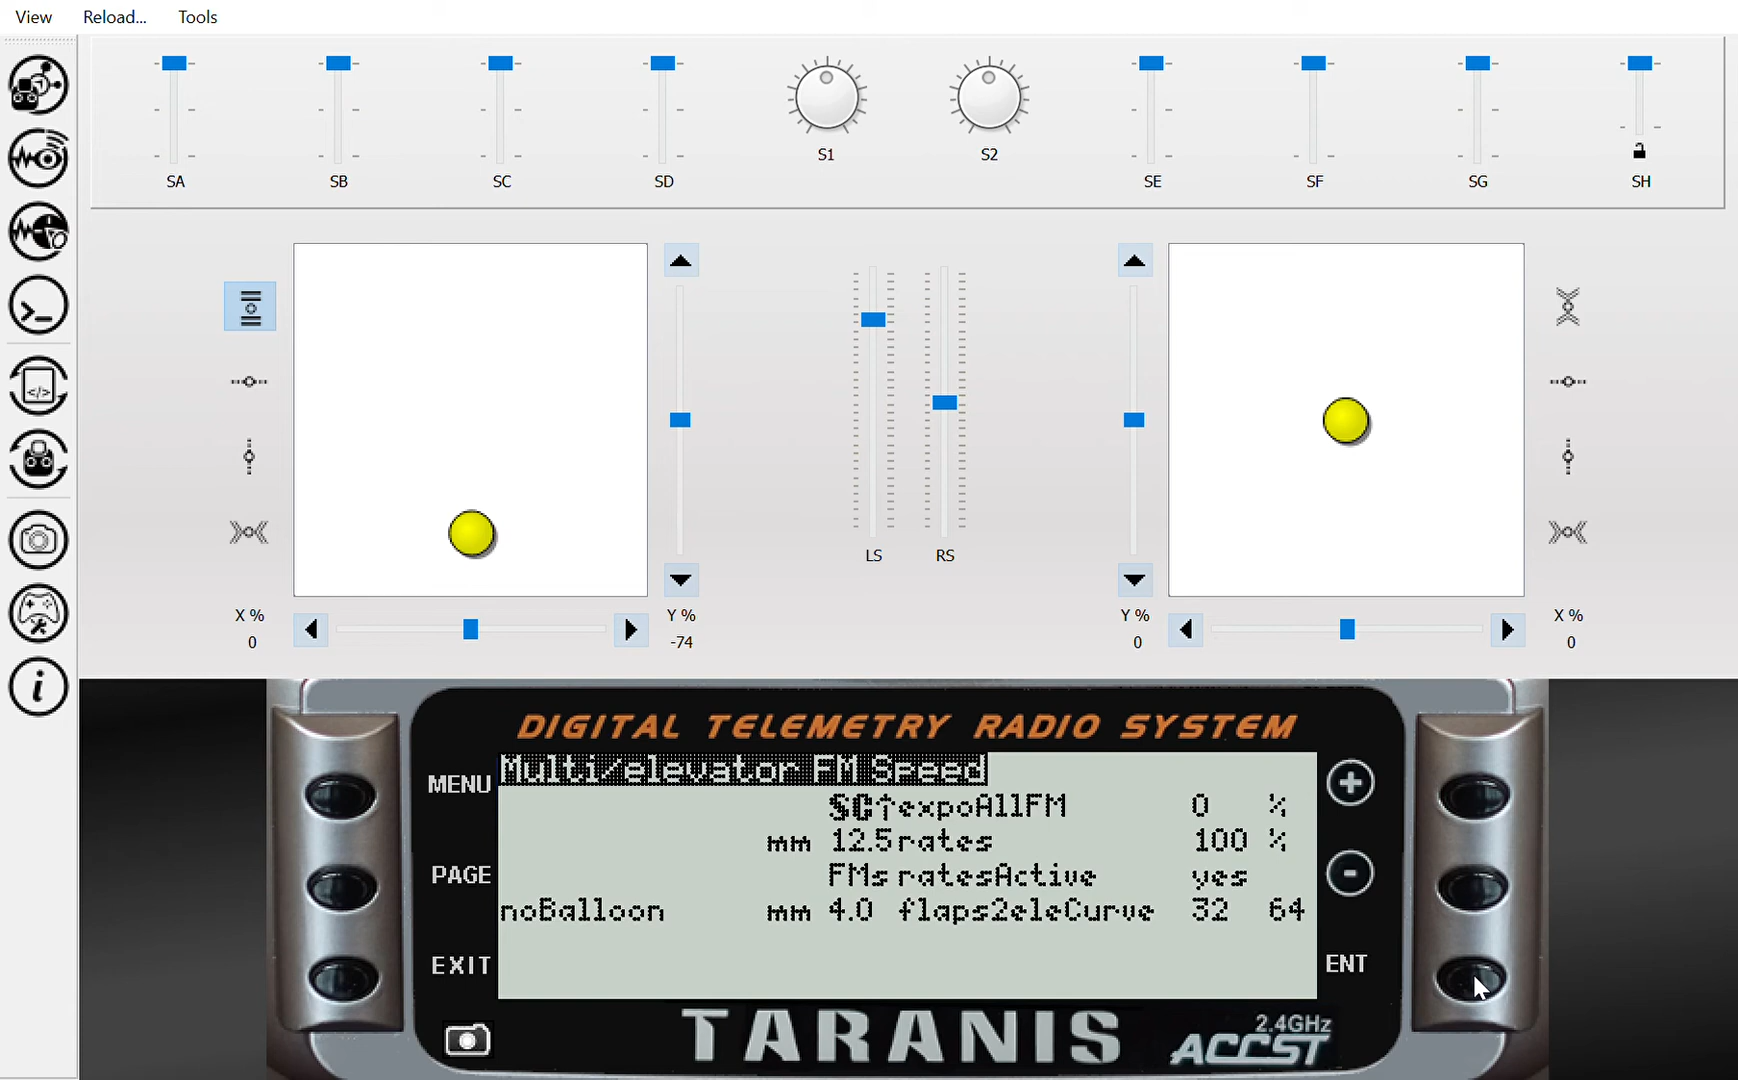 View Reload... Tools
S1 S2
SA SB SC SD SE SF SG SH
LS RS
X % Y % Y % X %
0 -74 0 0
DIGITAL TELEMETRY RADIO SYSTEM
MENU Multi/elevator FM Speed
expoAllFM 0 %
mm 12.5 rates 100 %
PAGE FMs ratesActive yes
noBalloon mm 4.0 flaps2eleCurve 32 64
EXIT ENT
TARANIS 2.4GHz
ACCST